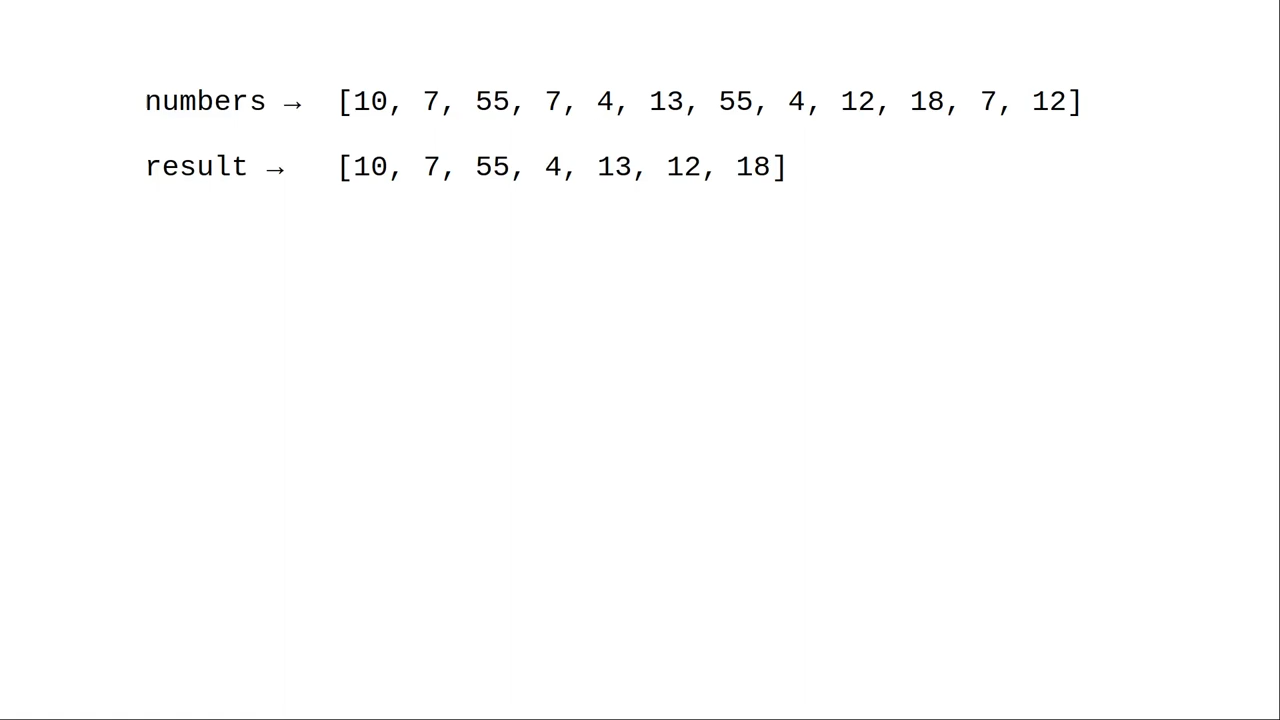 numbers → [10, 7, 55, 7, 4, 13, 55, 4, 12, 18, 7, 12]
result → [10, 7, 55, 4, 13, 12, 18]